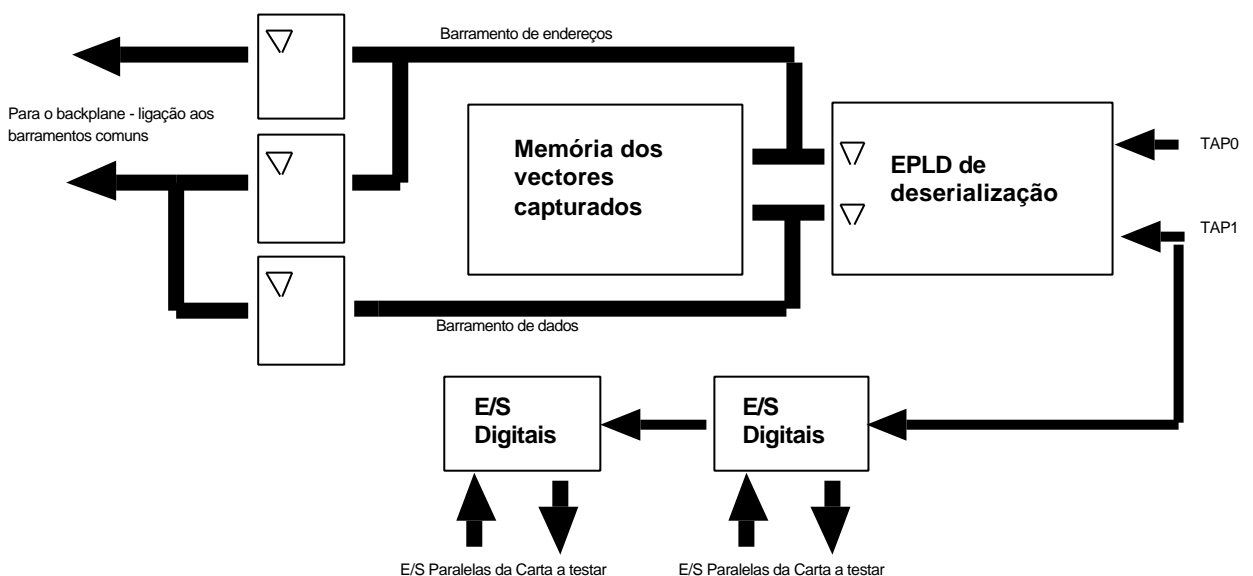 Barramento de endereços
Para o backplane - ligação aos
barramentos comuns
Memória dos
vectores
capturados
EPLD de
deserialização
TAP0
TAP1
Barramento de dados
E/S
Digitais
E/S
Digitais
E/S Paralelas da Carta a testar
E/S Paralelas da Carta a testar